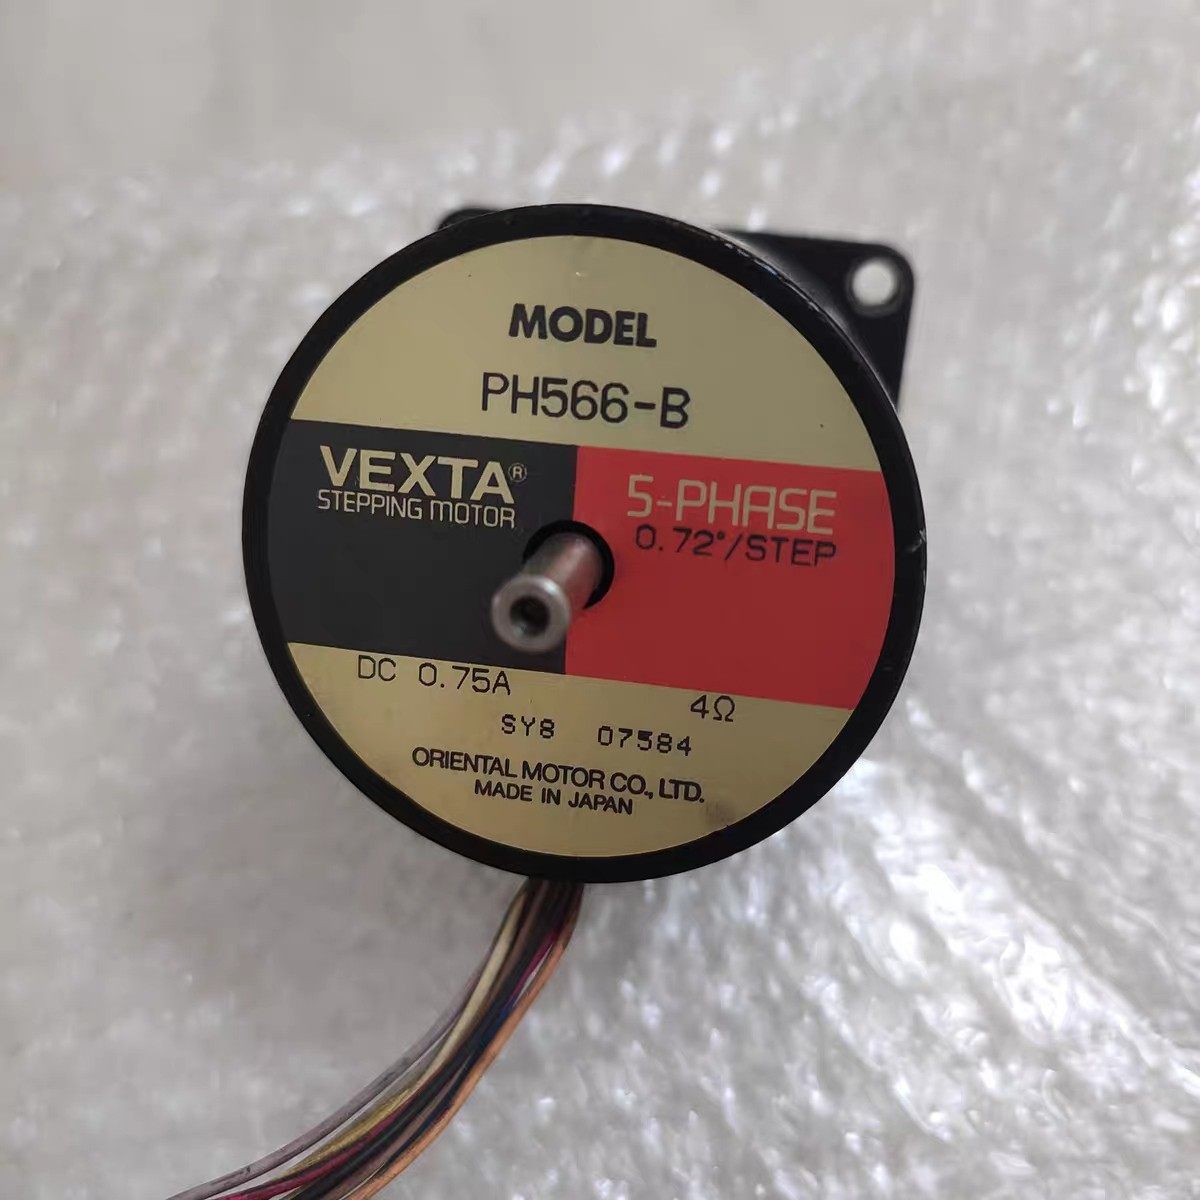 MODEL
PH566-B
VEXTA®
STEPPING MOTOR
5-PHASE
0.72°/STEP
DC 0.75A
4Ω
SY8 07584
ORIENTAL MOTOR CO., LTD.
MADE IN JAPAN